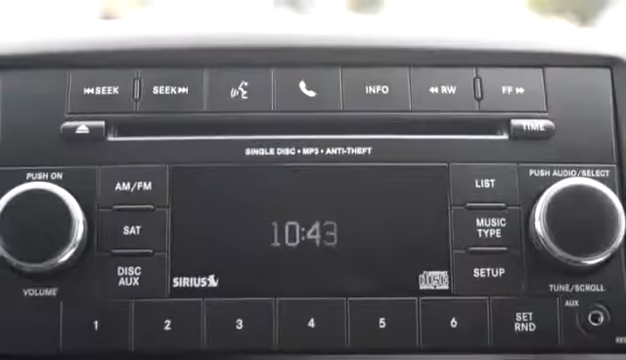 ⏮SEEK SEEK⏭ INFO ◀◀ RW FF ▶▶
TIME
SINGLE DISC • MP3 • ANTI-THEFT
PUSH ON
AM/FM
LIST
PUSH AUDIO/SELECT
SAT
10:43
MUSIC
TYPE
DISC
AUX
SIRIUS
SETUP
VOLUME
TUNE/SCROLL
1 2 3 4 5 6
SET
RND
AUX